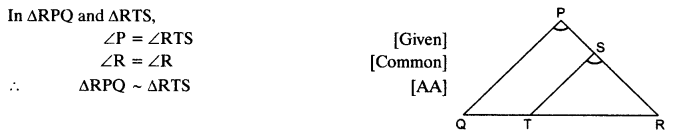 In ΔRPQ and ΔRTS,
∠P = ∠RTS [Given]
∠R = ∠R [Common]
∴ ΔRPQ ~ ΔRTS [AA]
P
S
Q T R